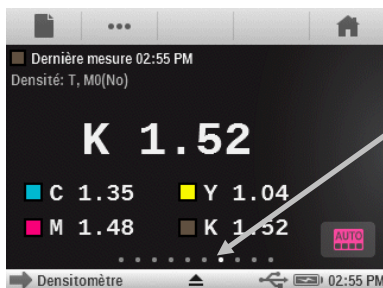 Dernière mesure 02:55 PM
Densité: T, M0(No)
K 1.52
C 1.35 Y 1.04
M 1.48 K 1.52
AUTO
Densitomètre 02:55 PM